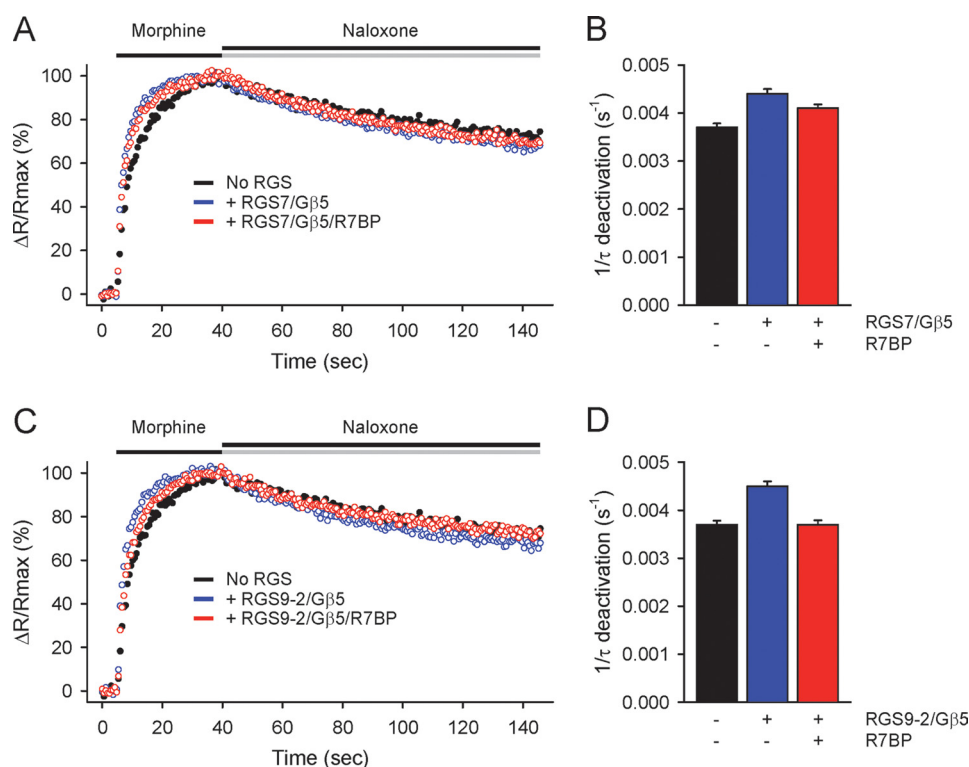 A
Morphine
Naloxone
100
80
60
40
20
0
ΔR/Rmax (%)
No RGS
+ RGS7/Gβ5
+ RGS7/Gβ5/R7BP
0 20 40 60 80 100 120 140
Time (sec)
B
0.005
0.004
0.003
0.002
0.001
0.000
1/τ deactivation (s⁻¹)
- + + RGS7/Gβ5
- - + R7BP
C
Morphine
Naloxone
100
80
60
40
20
0
ΔR/Rmax (%)
No RGS
+ RGS9-2/Gβ5
+ RGS9-2/Gβ5/R7BP
0 20 40 60 80 100 120 140
Time (sec)
D
0.005
0.004
0.003
0.002
0.001
0.000
1/τ deactivation (s⁻¹)
- + + RGS9-2/Gβ5
- - + R7BP